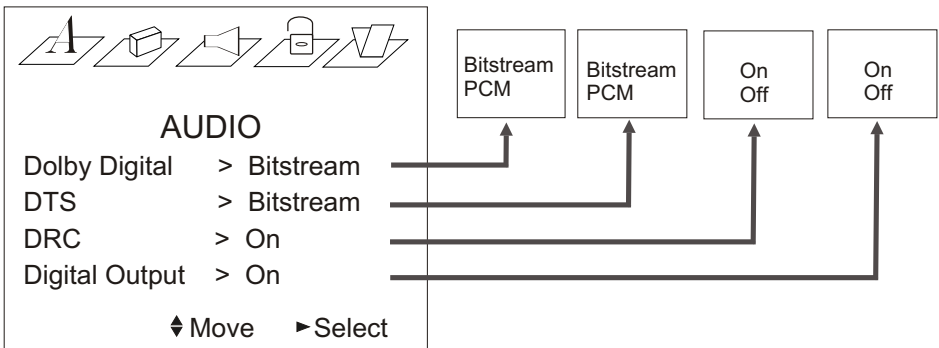 A
AUDIO
Dolby Digital > Bitstream
DTS > Bitstream
DRC > On
Digital Output > On
Move Select
Bitstream
PCM
Bitstream
PCM
On
Off
On
Off